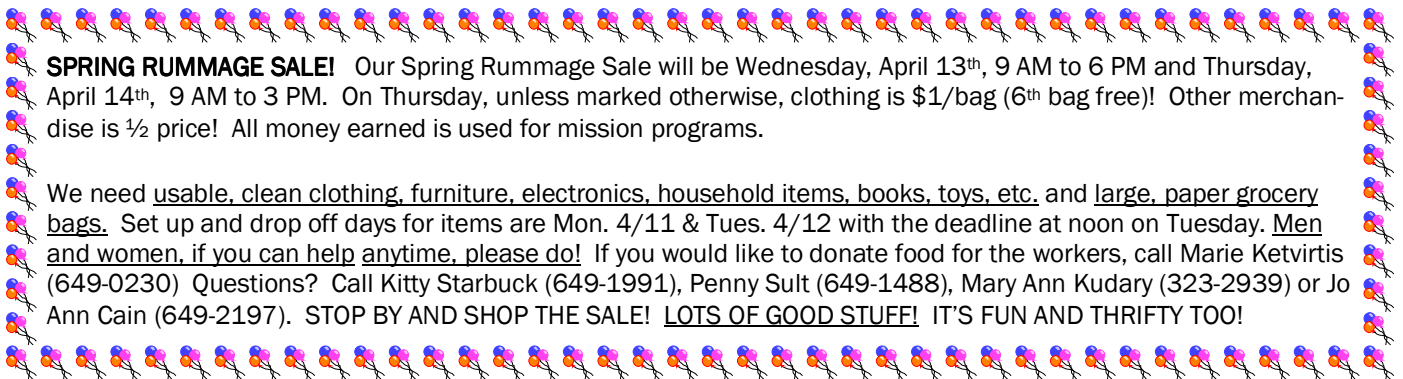 SPRING RUMMAGE SALE!   Our Spring Rummage Sale will be Wednesday, April 13th, 9 AM to 6 PM and Thursday,
April 14th,  9 AM to 3 PM.  On Thursday, unless marked otherwise, clothing is $1/bag (6th bag free)!  Other merchan-
dise is ½ price!  All money earned is used for mission programs.
We need usable, clean clothing, furniture, electronics, household items, books, toys, etc. and large, paper grocery
bags.  Set up and drop off days for items are Mon. 4/11 & Tues. 4/12 with the deadline at noon on Tuesday. Men
and women, if you can help anytime, please do!  If you would like to donate food for the workers, call Marie Ketvirtis
(649-0230)  Questions?  Call Kitty Starbuck (649-1991), Penny Sult (649-1488), Mary Ann Kudary (323-2939) or Jo
Ann Cain (649-2197).  STOP BY AND SHOP THE SALE!  LOTS OF GOOD STUFF!  IT'S FUN AND THRIFTY TOO!